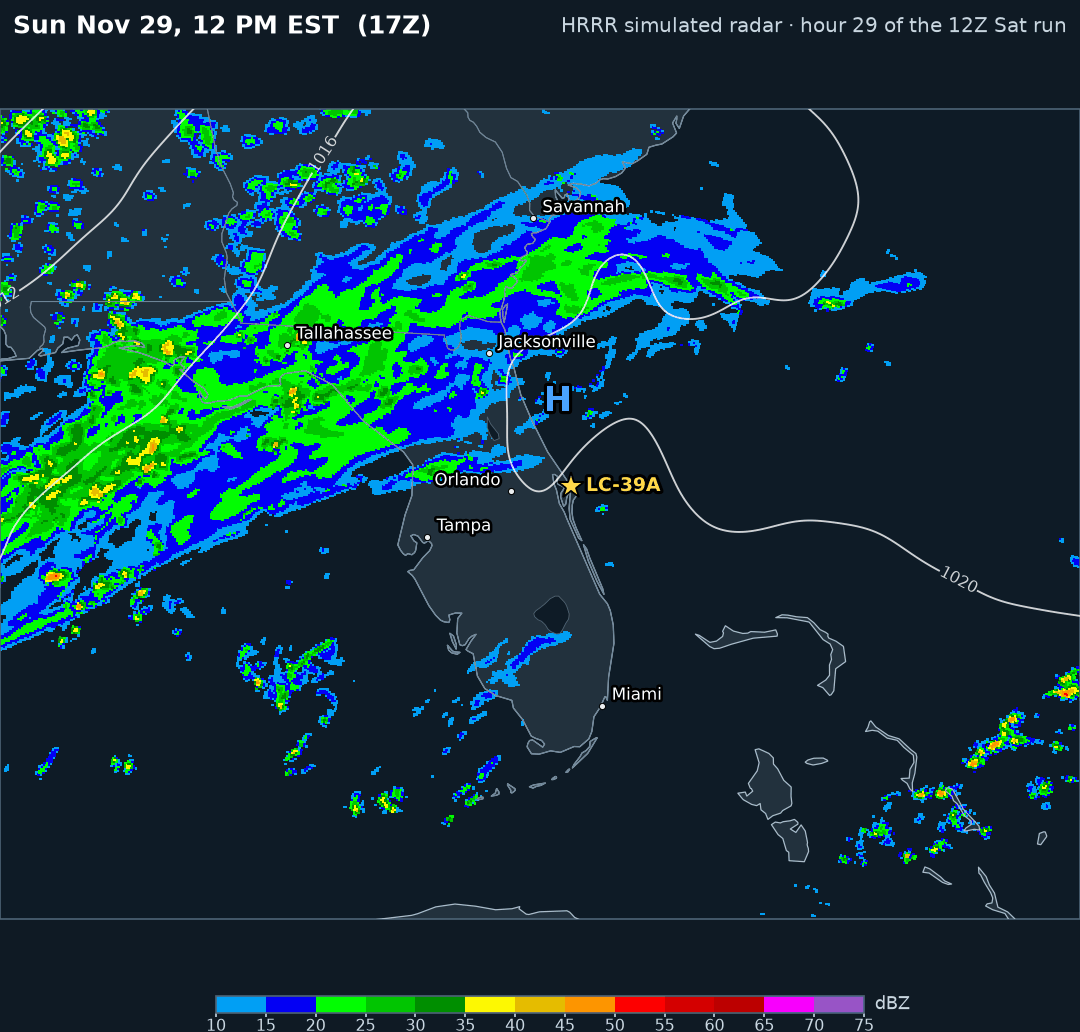 Sun Nov 29, 12 PM EST (17Z)
HRRR simulated radar · hour 29 of the 12Z Sat run
1016
Savannah
Tallahassee
Jacksonville
H
Orlando
LC-39A
Tampa
1020
Miami
dBZ
10 15 20 25 30 35 40 45 50 55 60 65 70 75